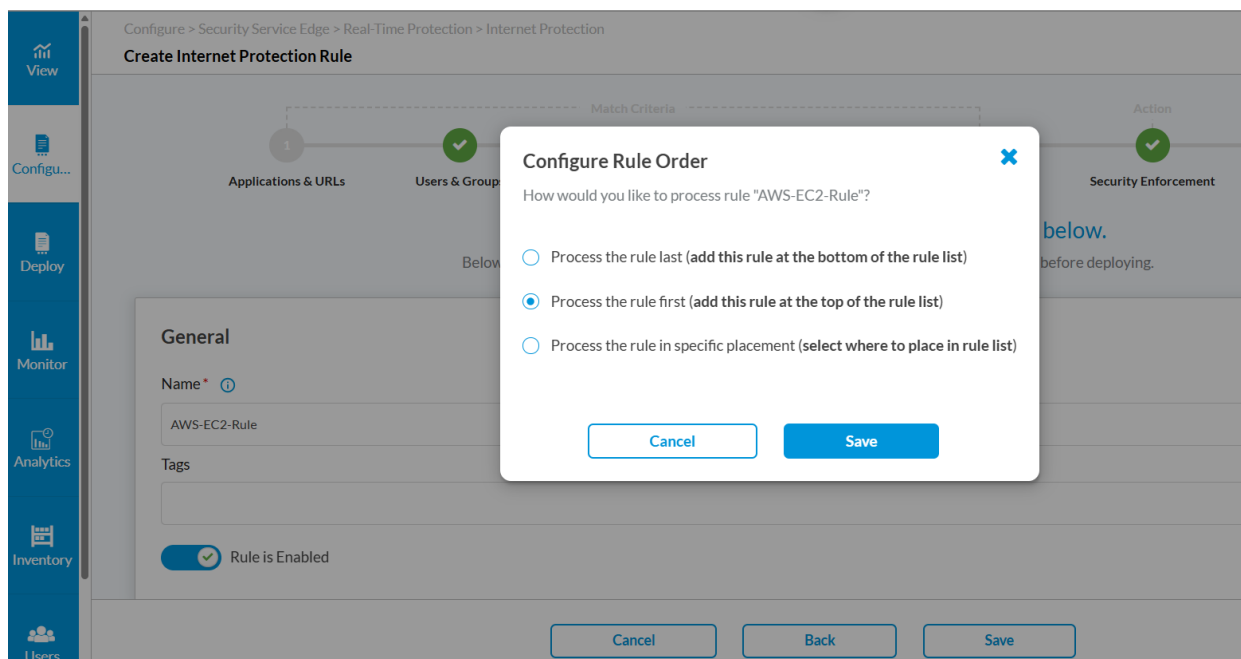 Configure > Security Service Edge > Real-Time Protection > Internet Protection
Create Internet Protection Rule
View
Configu...
Deploy
Monitor
Analytics
Inventory
Users
Match Criteria
Action
1
Applications & URLs
Users & Group
Security Enforcement
below.
Below
before deploying.
Configure Rule Order
How would you like to process rule "AWS-EC2-Rule"?
Process the rule last (add this rule at the bottom of the rule list)
Process the rule first (add this rule at the top of the rule list)
Process the rule in specific placement (select where to place in rule list)
Cancel
Save
General
Name*
AWS-EC2-Rule
Tags
Rule is Enabled
Cancel
Back
Save